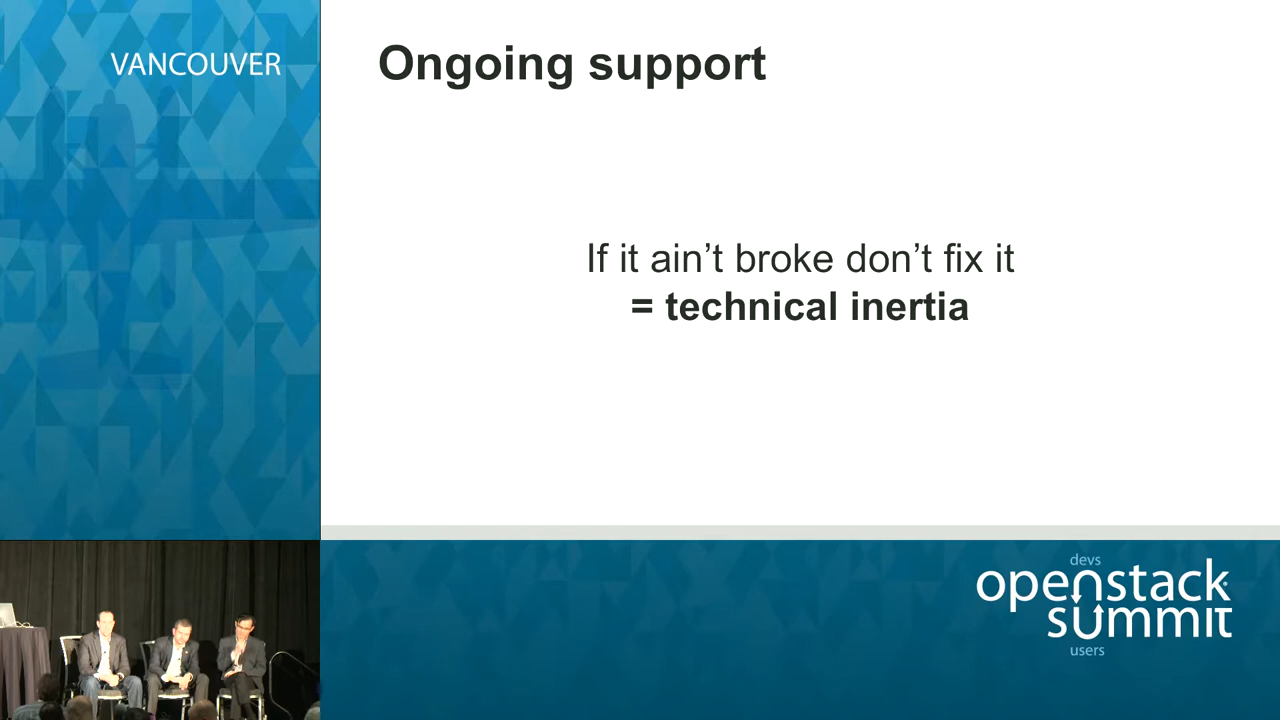 VANCOUVER
Ongoing support
If it ain’t broke don’t fix it
= technical inertia
devs
openstack
summit
users